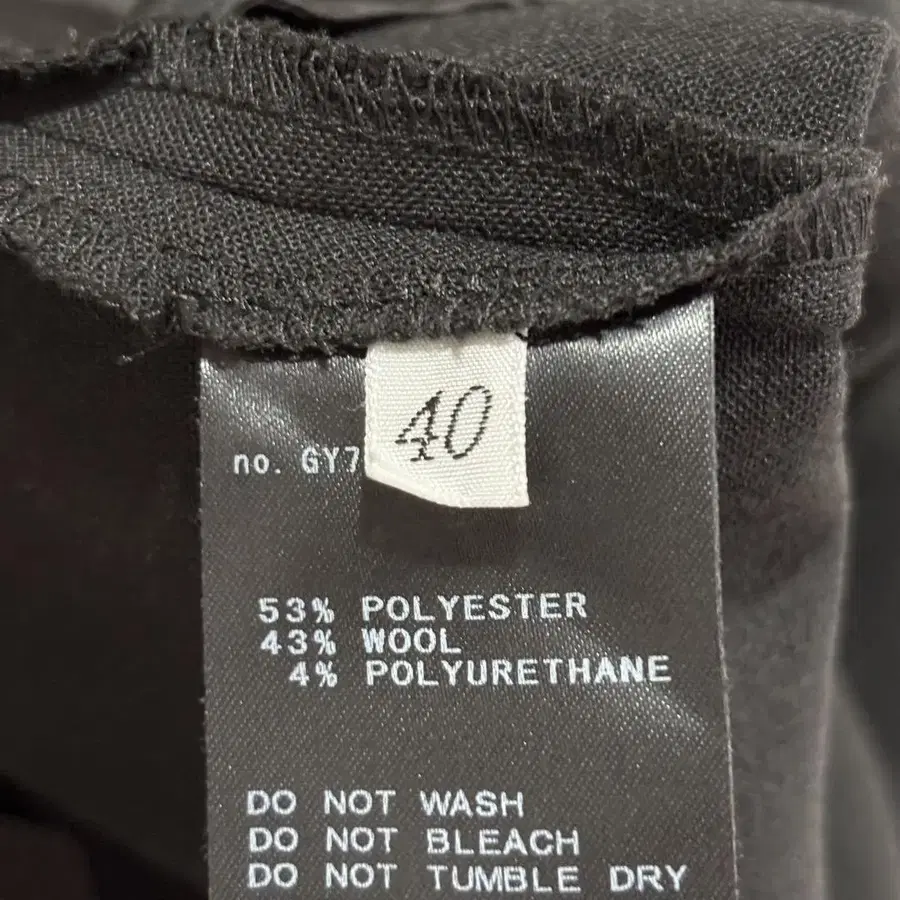 40
no. GY7
53% POLYESTER
43% WOOL
4% POLYURETHANE
DO NOT WASH
DO NOT BLEACH
DO NOT TUMBLE DRY